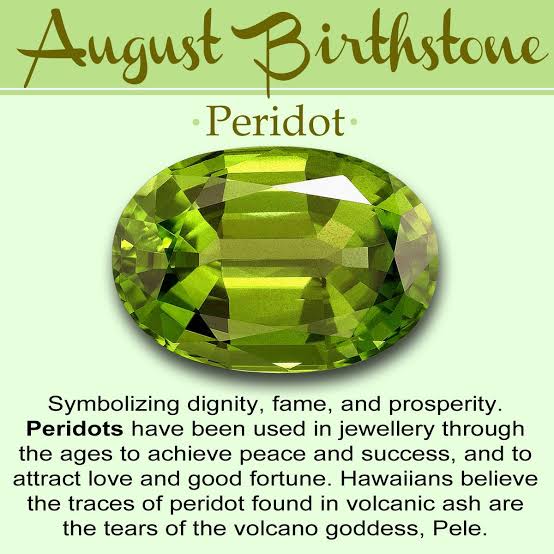 August Birthstone
•Peridot•
Symbolizing dignity, fame, and prosperity.
Peridots have been used in jewellery through
the ages to achieve peace and success, and to
attract love and good fortune. Hawaiians believe
the traces of peridot found in volcanic ash are
the tears of the volcano goddess, Pele.